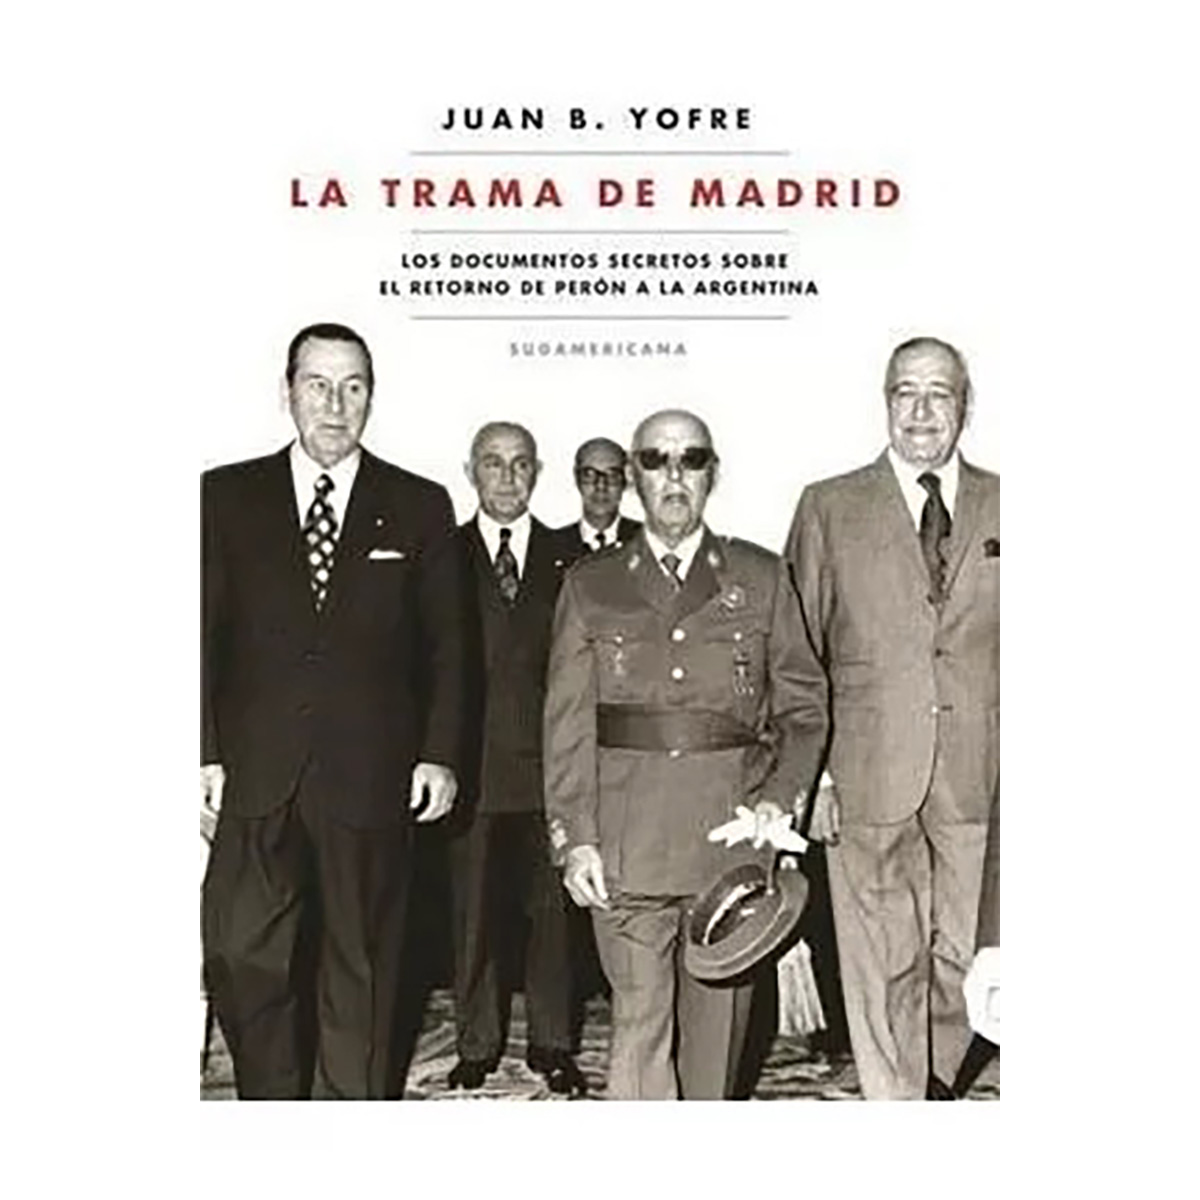 JUAN B. YOFRE
LA TRAMA DE MADRID
LOS DOCUMENTOS SECRETOS SOBRE
EL RETORNO DE PERÓN A LA ARGENTINA
SUDAMERICANA